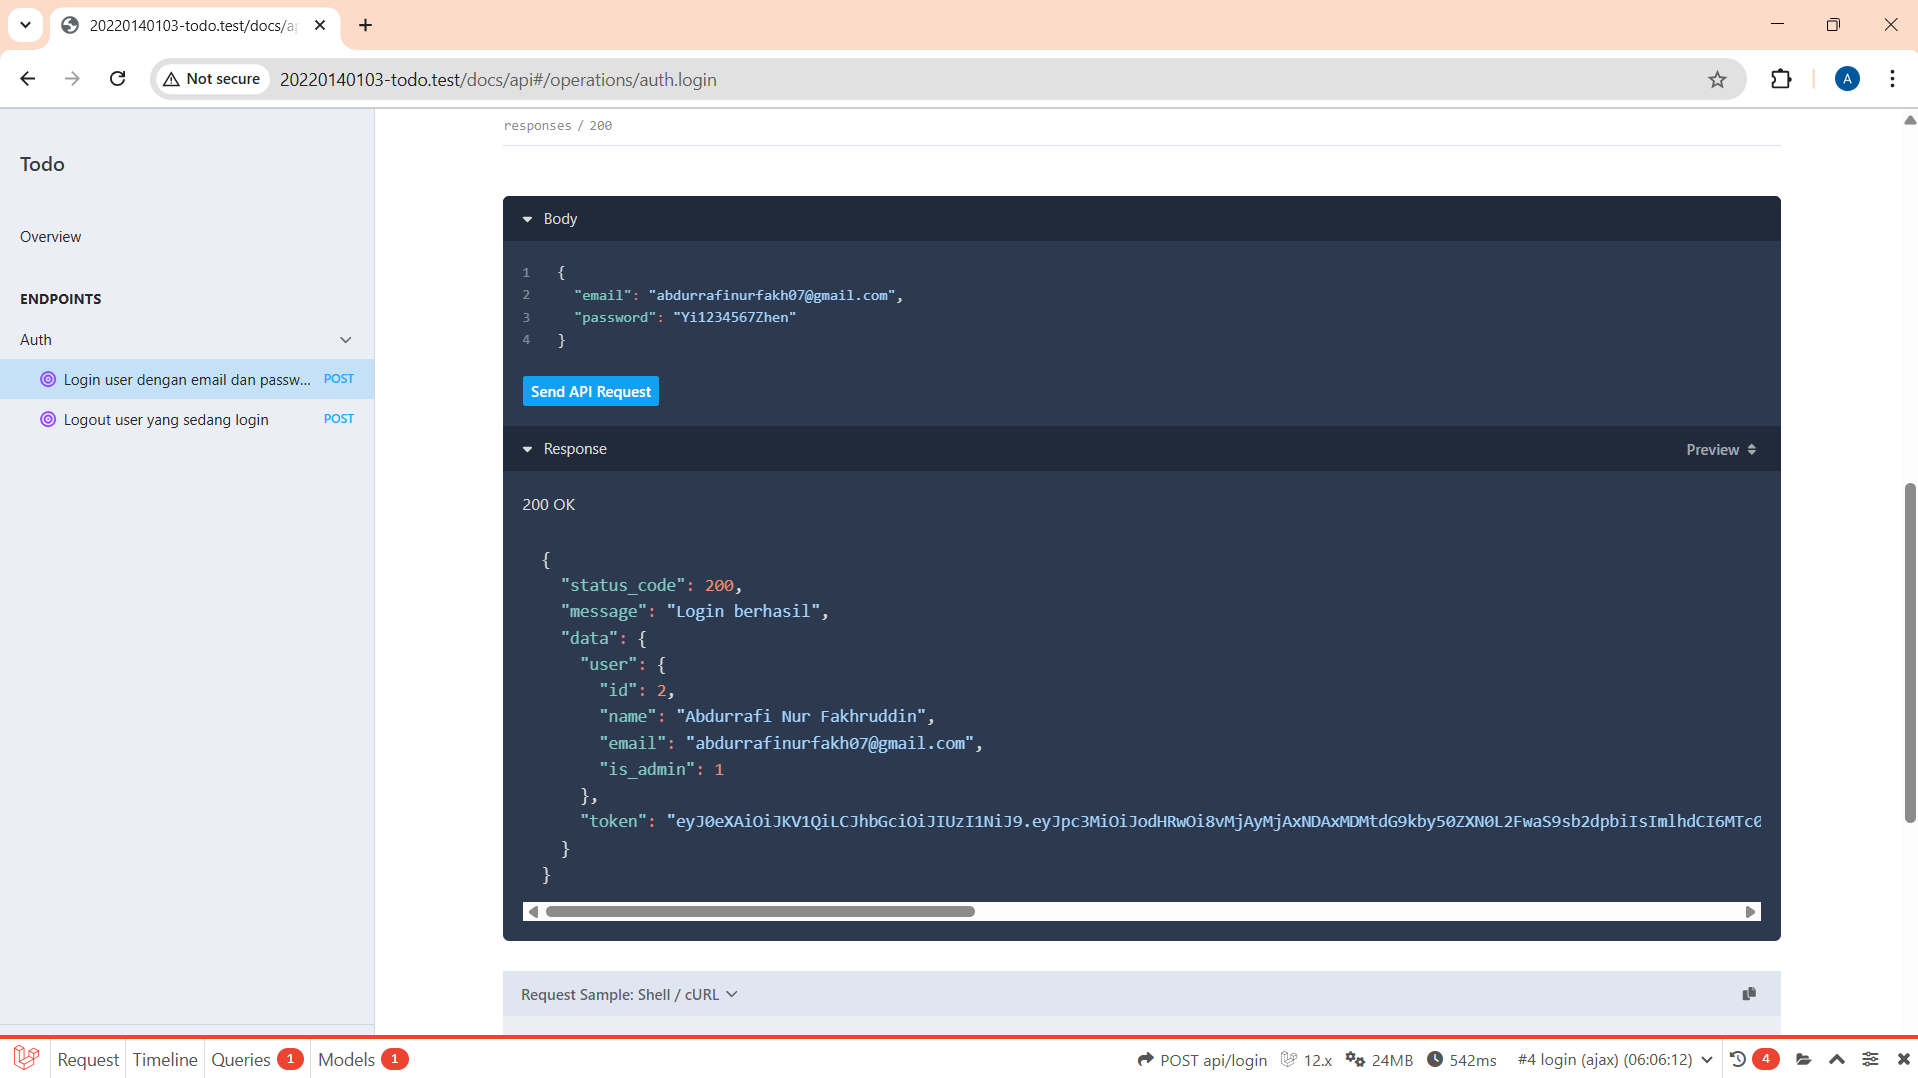 20220140103-todo.test/docs/ap
Not secure
20220140103-todo.test/docs/api#/operations/auth.login
A
Todo
Overview
ENDPOINTS
Auth
Login user dengan email dan passw... POST
Logout user yang sedang login POST
responses / 200
Body
1 {
2 "email": "abdurrafinurfakh07@gmail.com",
3 "password": "Yi1234567Zhen"
4 }
Send API Request
Response Preview
200 OK
{
"status_code": 200,
"message": "Login berhasil",
"data": {
"user": {
"id": 2,
"name": "Abdurrafi Nur Fakhruddin",
"email": "abdurrafinurfakh07@gmail.com",
"is_admin": 1
},
"token": "eyJ0eXAiOiJKV1QiLCJhbGciOiJIUzI1NiJ9.eyJpc3MiOiJodHRwOi8vMjAyMjAxNDAxMDMtdG9kby50ZXN0L2FwaS9sb2dpbiIsImlhdCI6MTc0
}
}
Request Sample: Shell / cURL
Request Timeline Queries 1 Models 1 POST api/login 12.x 24MB 542ms #4 login (ajax) (06:06:12) 4